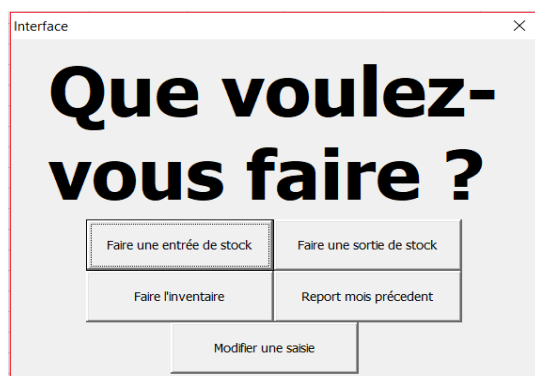 Interface
Que voulez-
vous faire ?
Faire une entrée de stock
Faire une sortie de stock
Faire l'inventaire
Report mois précedent
Modifier une saisie